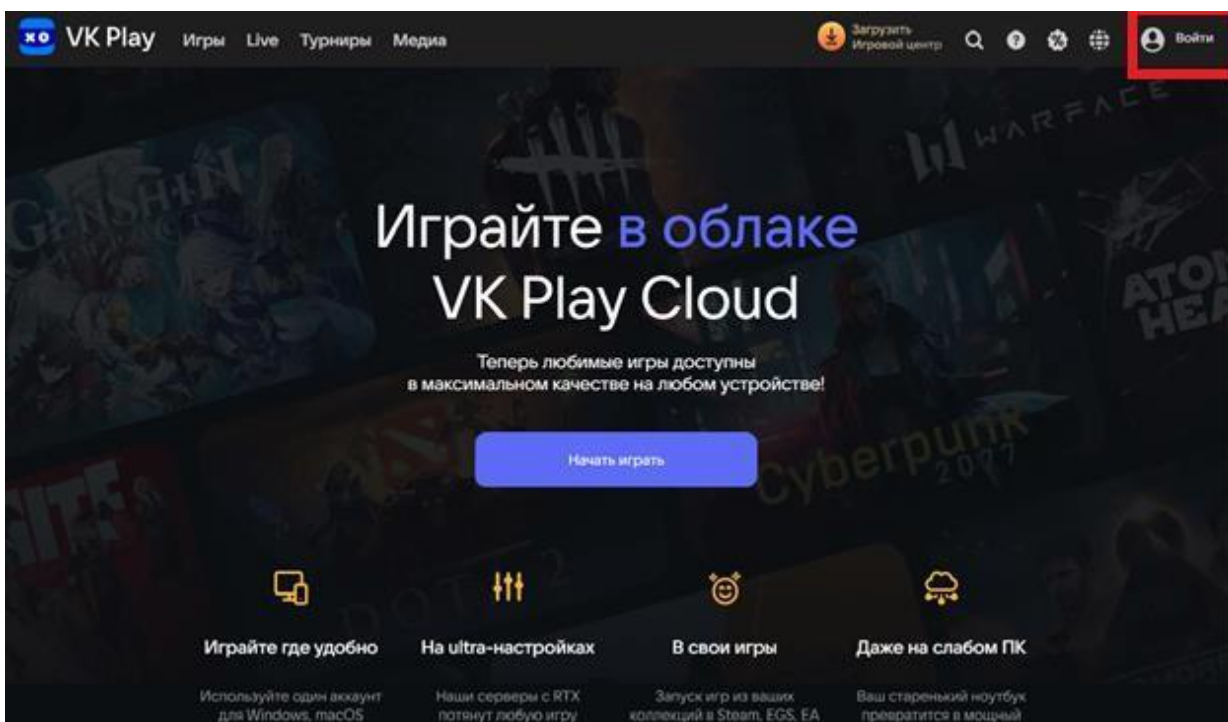 VK Play
Игры Live Турниры Медиа
Загрузить
Игровой центр
Войти
GENSHIN
WARFACE
Играйте в облаке
VK Play Cloud
Теперь любимые игры доступны
в максимальном качестве на любом устройстве!
Начать играть
Cyberpunk
2077
DOTA 2
Играйте где удобно
На ultra-настройках
В свои игры
Даже на слабом ПК
Используйте один аккаунт
для Windows, macOS
Наши серверы с RTX
потянут любую игру
Запуск игр из ваших
коллекций в Steam, EGS, EA
Ваш старенький ноутбук
превратится в мощный